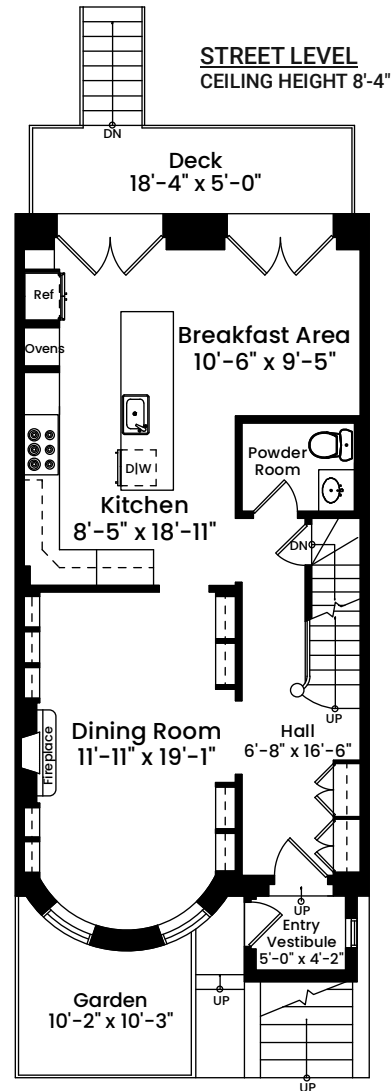 STREET LEVEL
CEILING HEIGHT 8'-4"
DN
Deck
18'-4" x 5'-0"
Ref
Ovens
Breakfast Area
10'-6" x 9'-5"
D|W
Powder
Room
Kitchen
8'-5" x 18'-11"
DN
UP
Dining Room
11'-11" x 19'-1"
Fireplace
Hall
6'-8" x 16'-6"
UP
Entry
Vestibule
5'-0" x 4'-2"
Garden
10'-2" x 10'-3"
UP
UP